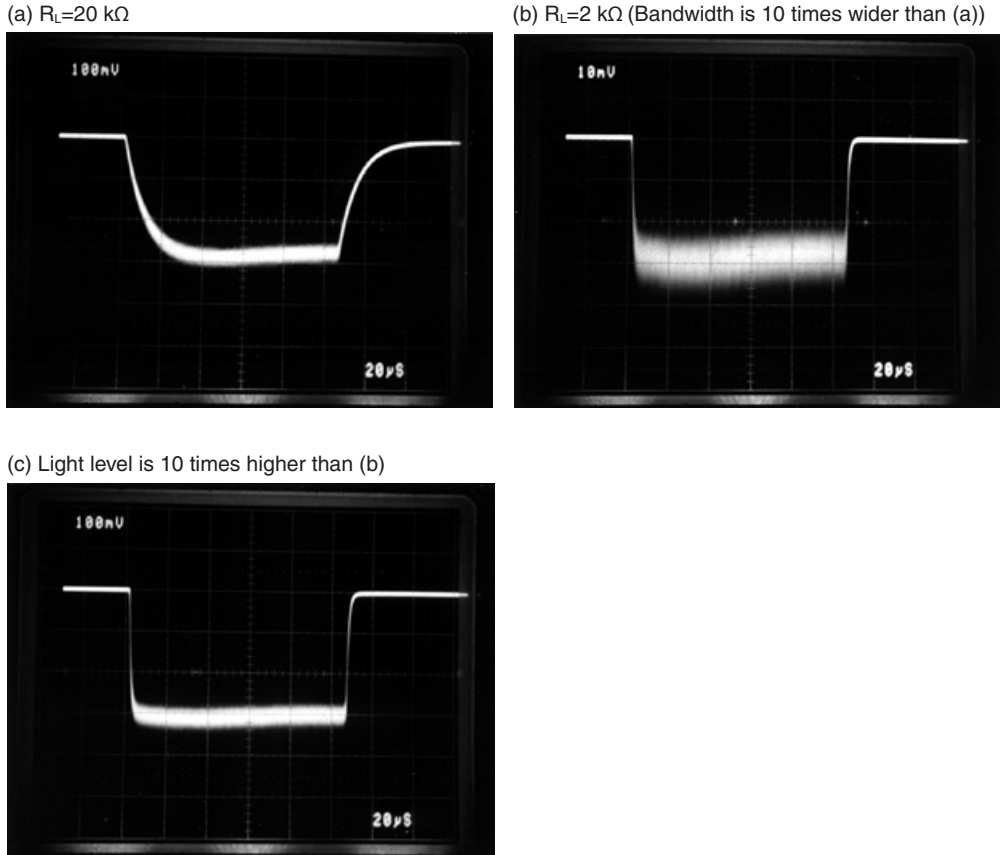 (a) RL=20 kΩ
(b) RL=2 kΩ (Bandwidth is 10 times wider than (a))
100mV
20μS
10mV
20μS
(c) Light level is 10 times higher than (b)
100mV
20μS